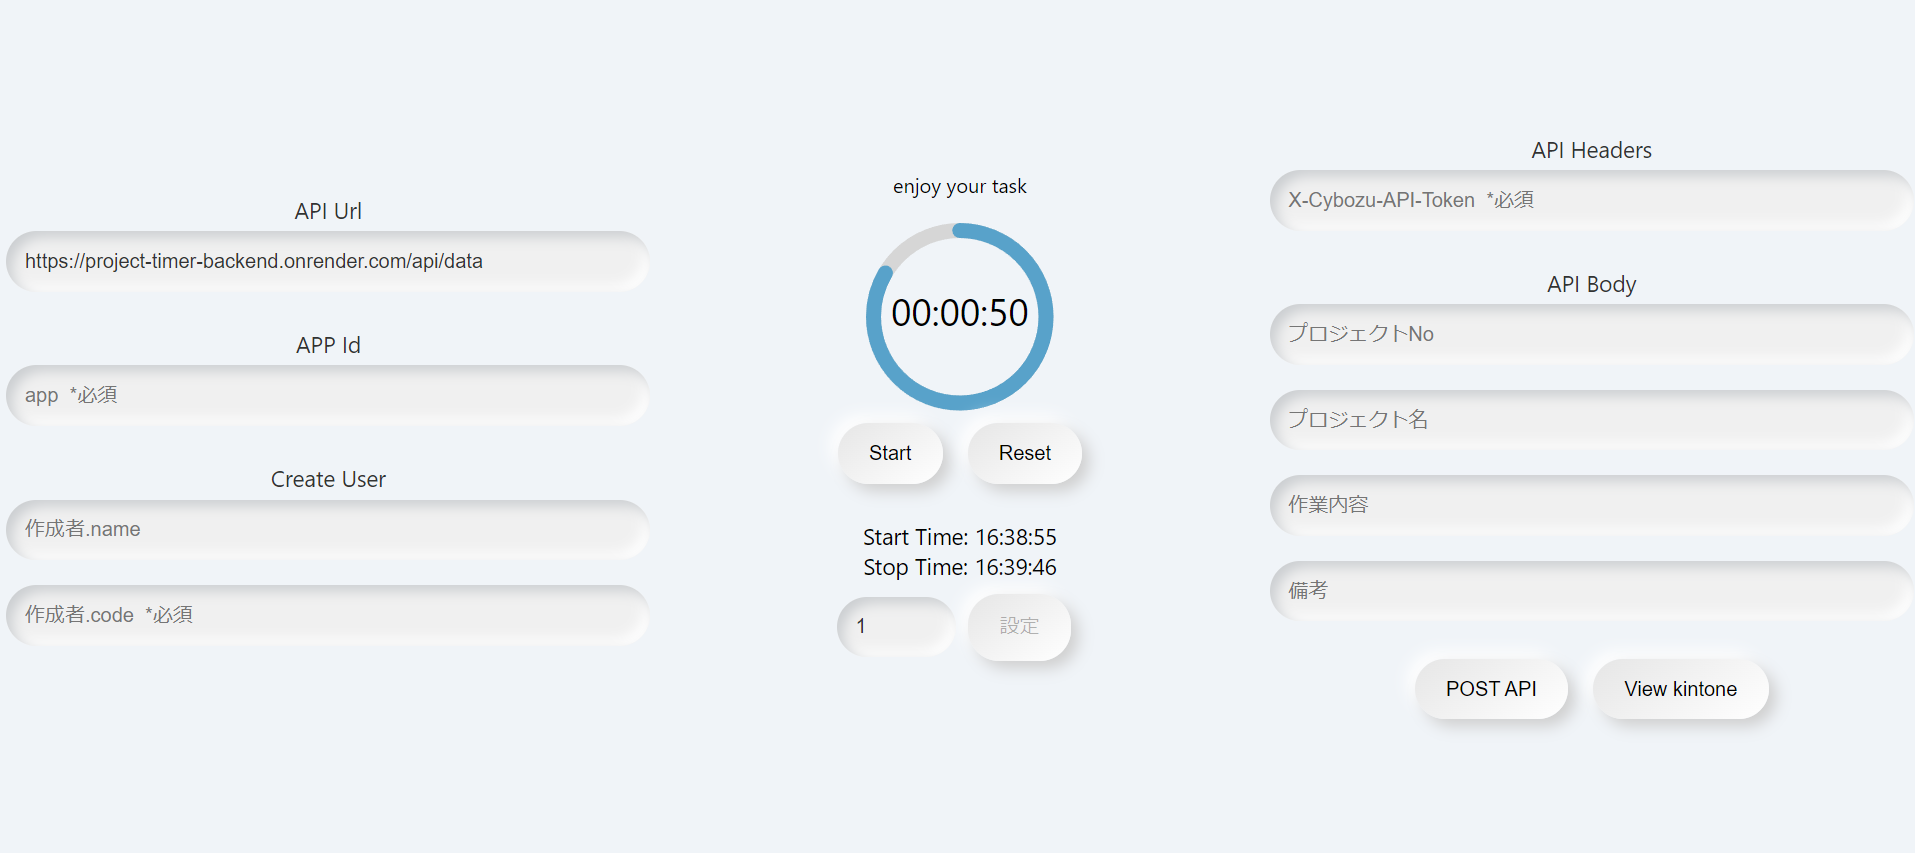 API Url
https://project-timer-backend.onrender.com/api/data
APP Id
app *必須
Create User
作成者.name
作成者.code *必須
enjoy your task
00:00:50
Start
Reset
Start Time: 16:38:55
Stop Time: 16:39:46
1
設定
API Headers
X-Cybozu-API-Token *必須
API Body
プロジェクトNo
プロジェクト名
作業内容
備考
POST API
View kintone